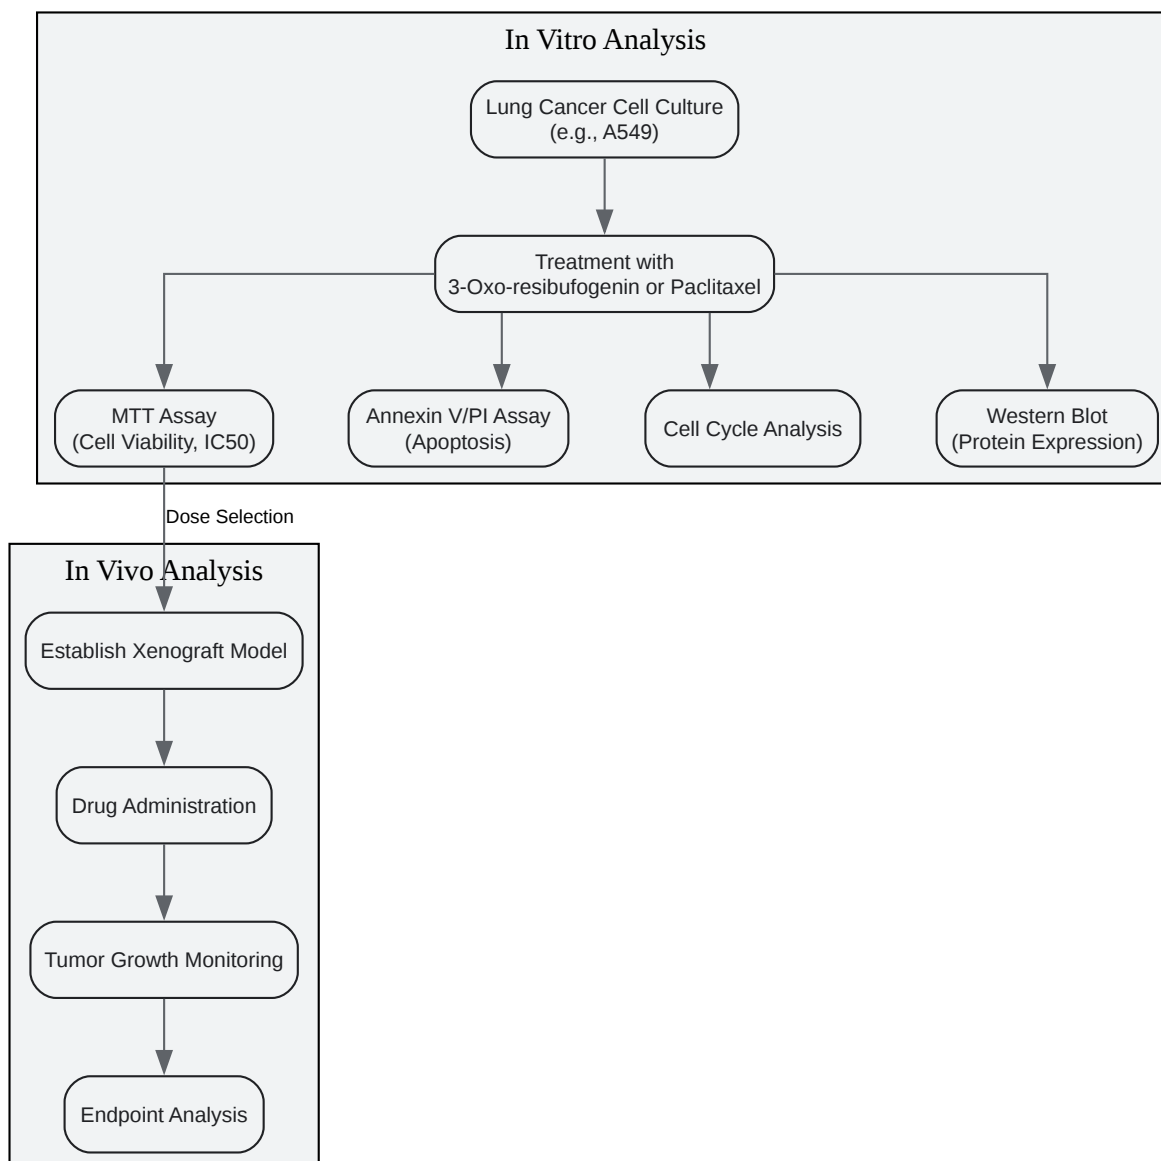 In Vitro Analysis
Lung Cancer Cell Culture
(e.g., A549)
Treatment with
3-Oxo-resibufogenin or Paclitaxel
MTT Assay
(Cell Viability, IC50)
Annexin V/PI Assay
(Apoptosis)
Cell Cycle Analysis
Western Blot
(Protein Expression)
Dose Selection
In Vivo Analysis
Establish Xenograft Model
Drug Administration
Tumor Growth Monitoring
Endpoint Analysis